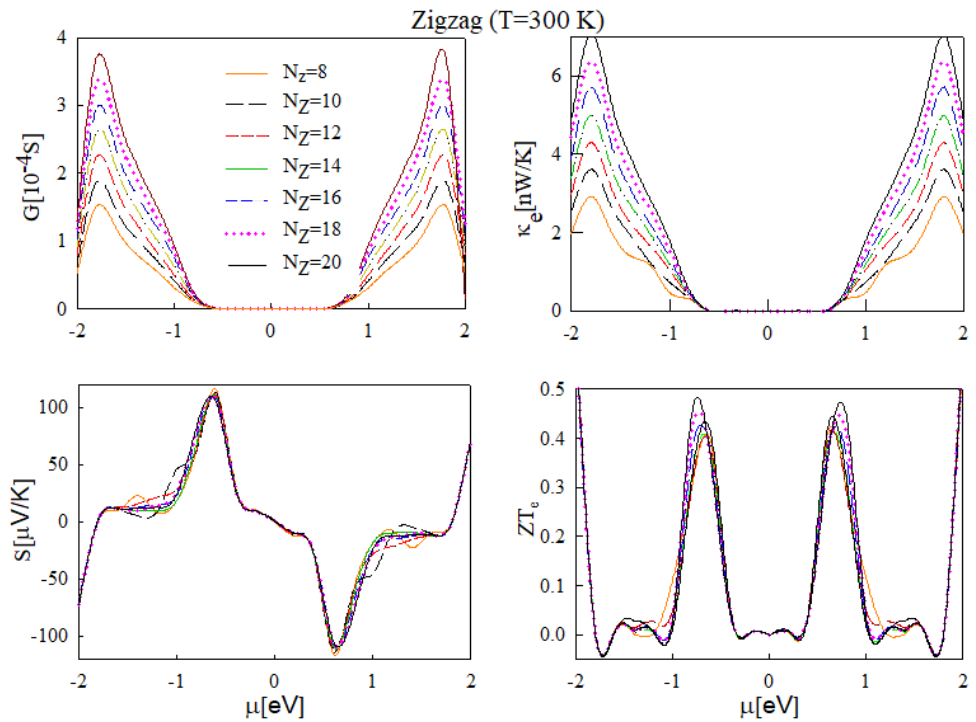 Zigzag (T=300 K)
G[10⁻⁴S]
4
3
2
1
0
-2 -1 0 1 2
N_Z=8
N_Z=10
N_Z=12
N_Z=14
N_Z=16
N_Z=18
N_Z=20
κ_e[nW/K]
6
4
2
0
-2 -1 0 1 2
S[μV/K]
100
50
0
-50
-100
-2 -1 0 1 2
μ[eV]
ZT_e
0.5
0.4
0.3
0.2
0.1
0.0
-2 -1 0 1 2
μ[eV]